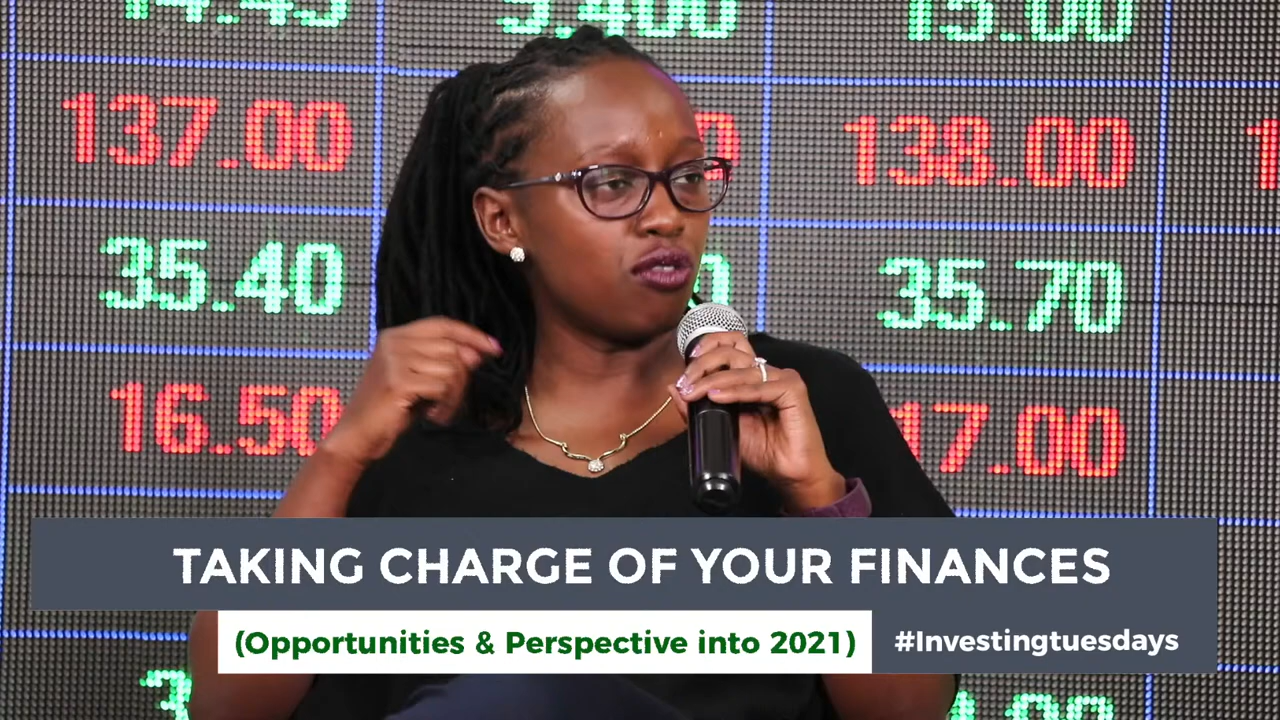 137.00
138.00
35.40
35.70
16.50
17.00
TAKING CHARGE OF YOUR FINANCES
(Opportunities & Perspective into 2021)
#Investingtuesdays